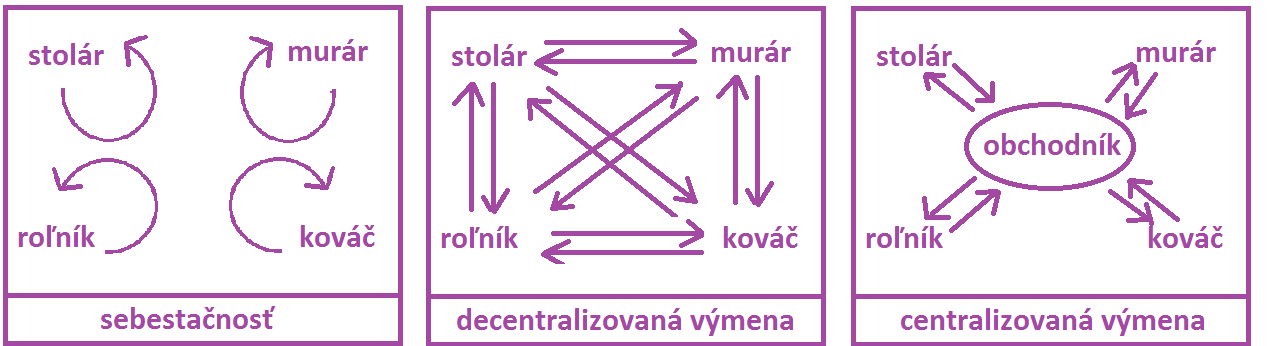 stolár
murár
roľník
kováč
sebestačnosť
stolár
murár
roľník
kováč
decentralizovaná výmena
stolár
murár
obchodník
roľník
kováč
centralizovaná výmena